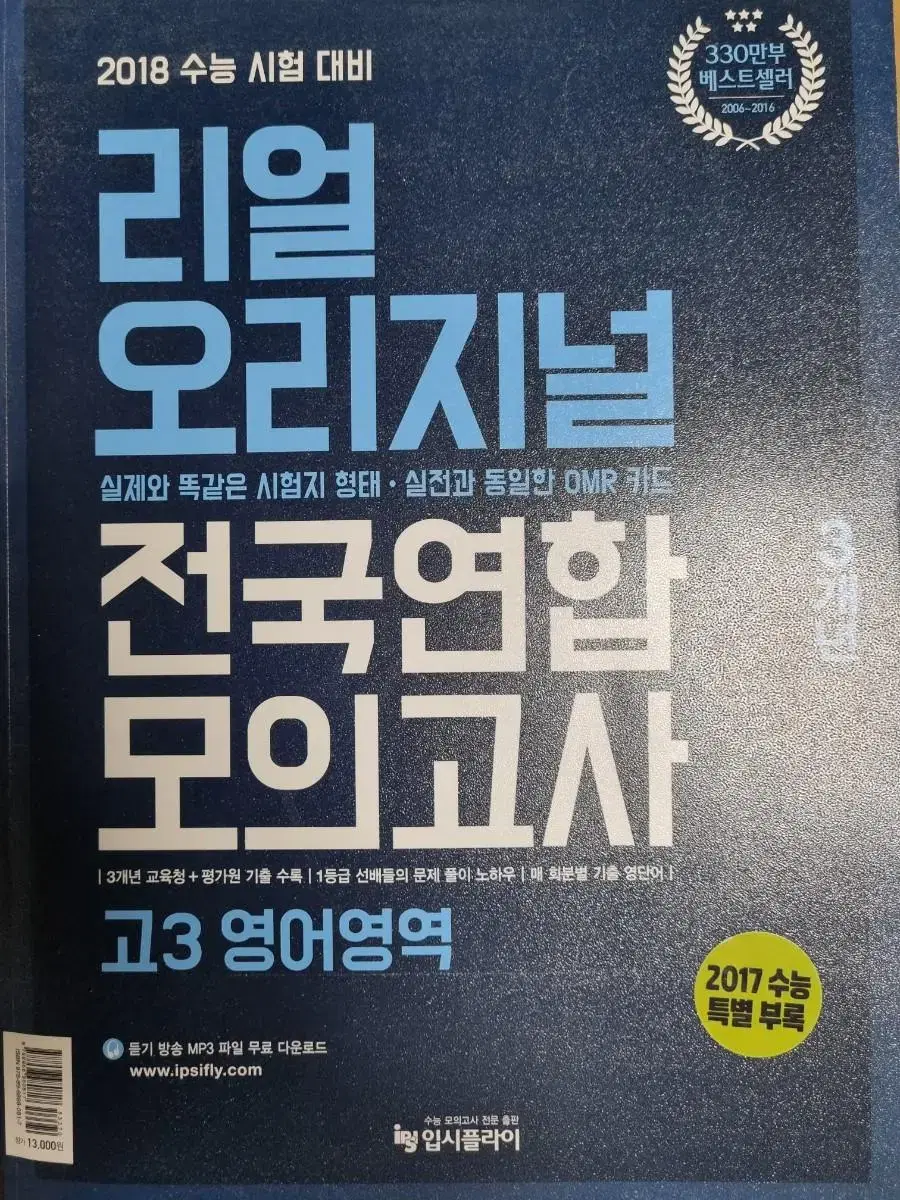 2018 수능 시험 대비
330만부
베스트셀러
2006~2016
리얼
오리지널
실제와 똑같은 시험지 형태 · 실전과 동일한 OMR 카드
전국연합
모의고사
3개년
| 3개년 교육청 + 평가원 기출 수록 | 1등급 선배들의 문제 풀이 노하우 | 매 회분별 기출 영단어 |
고3 영어영역
2017 수능
특별 부록
듣기 방송 MP3 파일 무료 다운로드
www.ipsifly.com
정가 13,000원
수능 모의고사 전문 출판
입시플라이